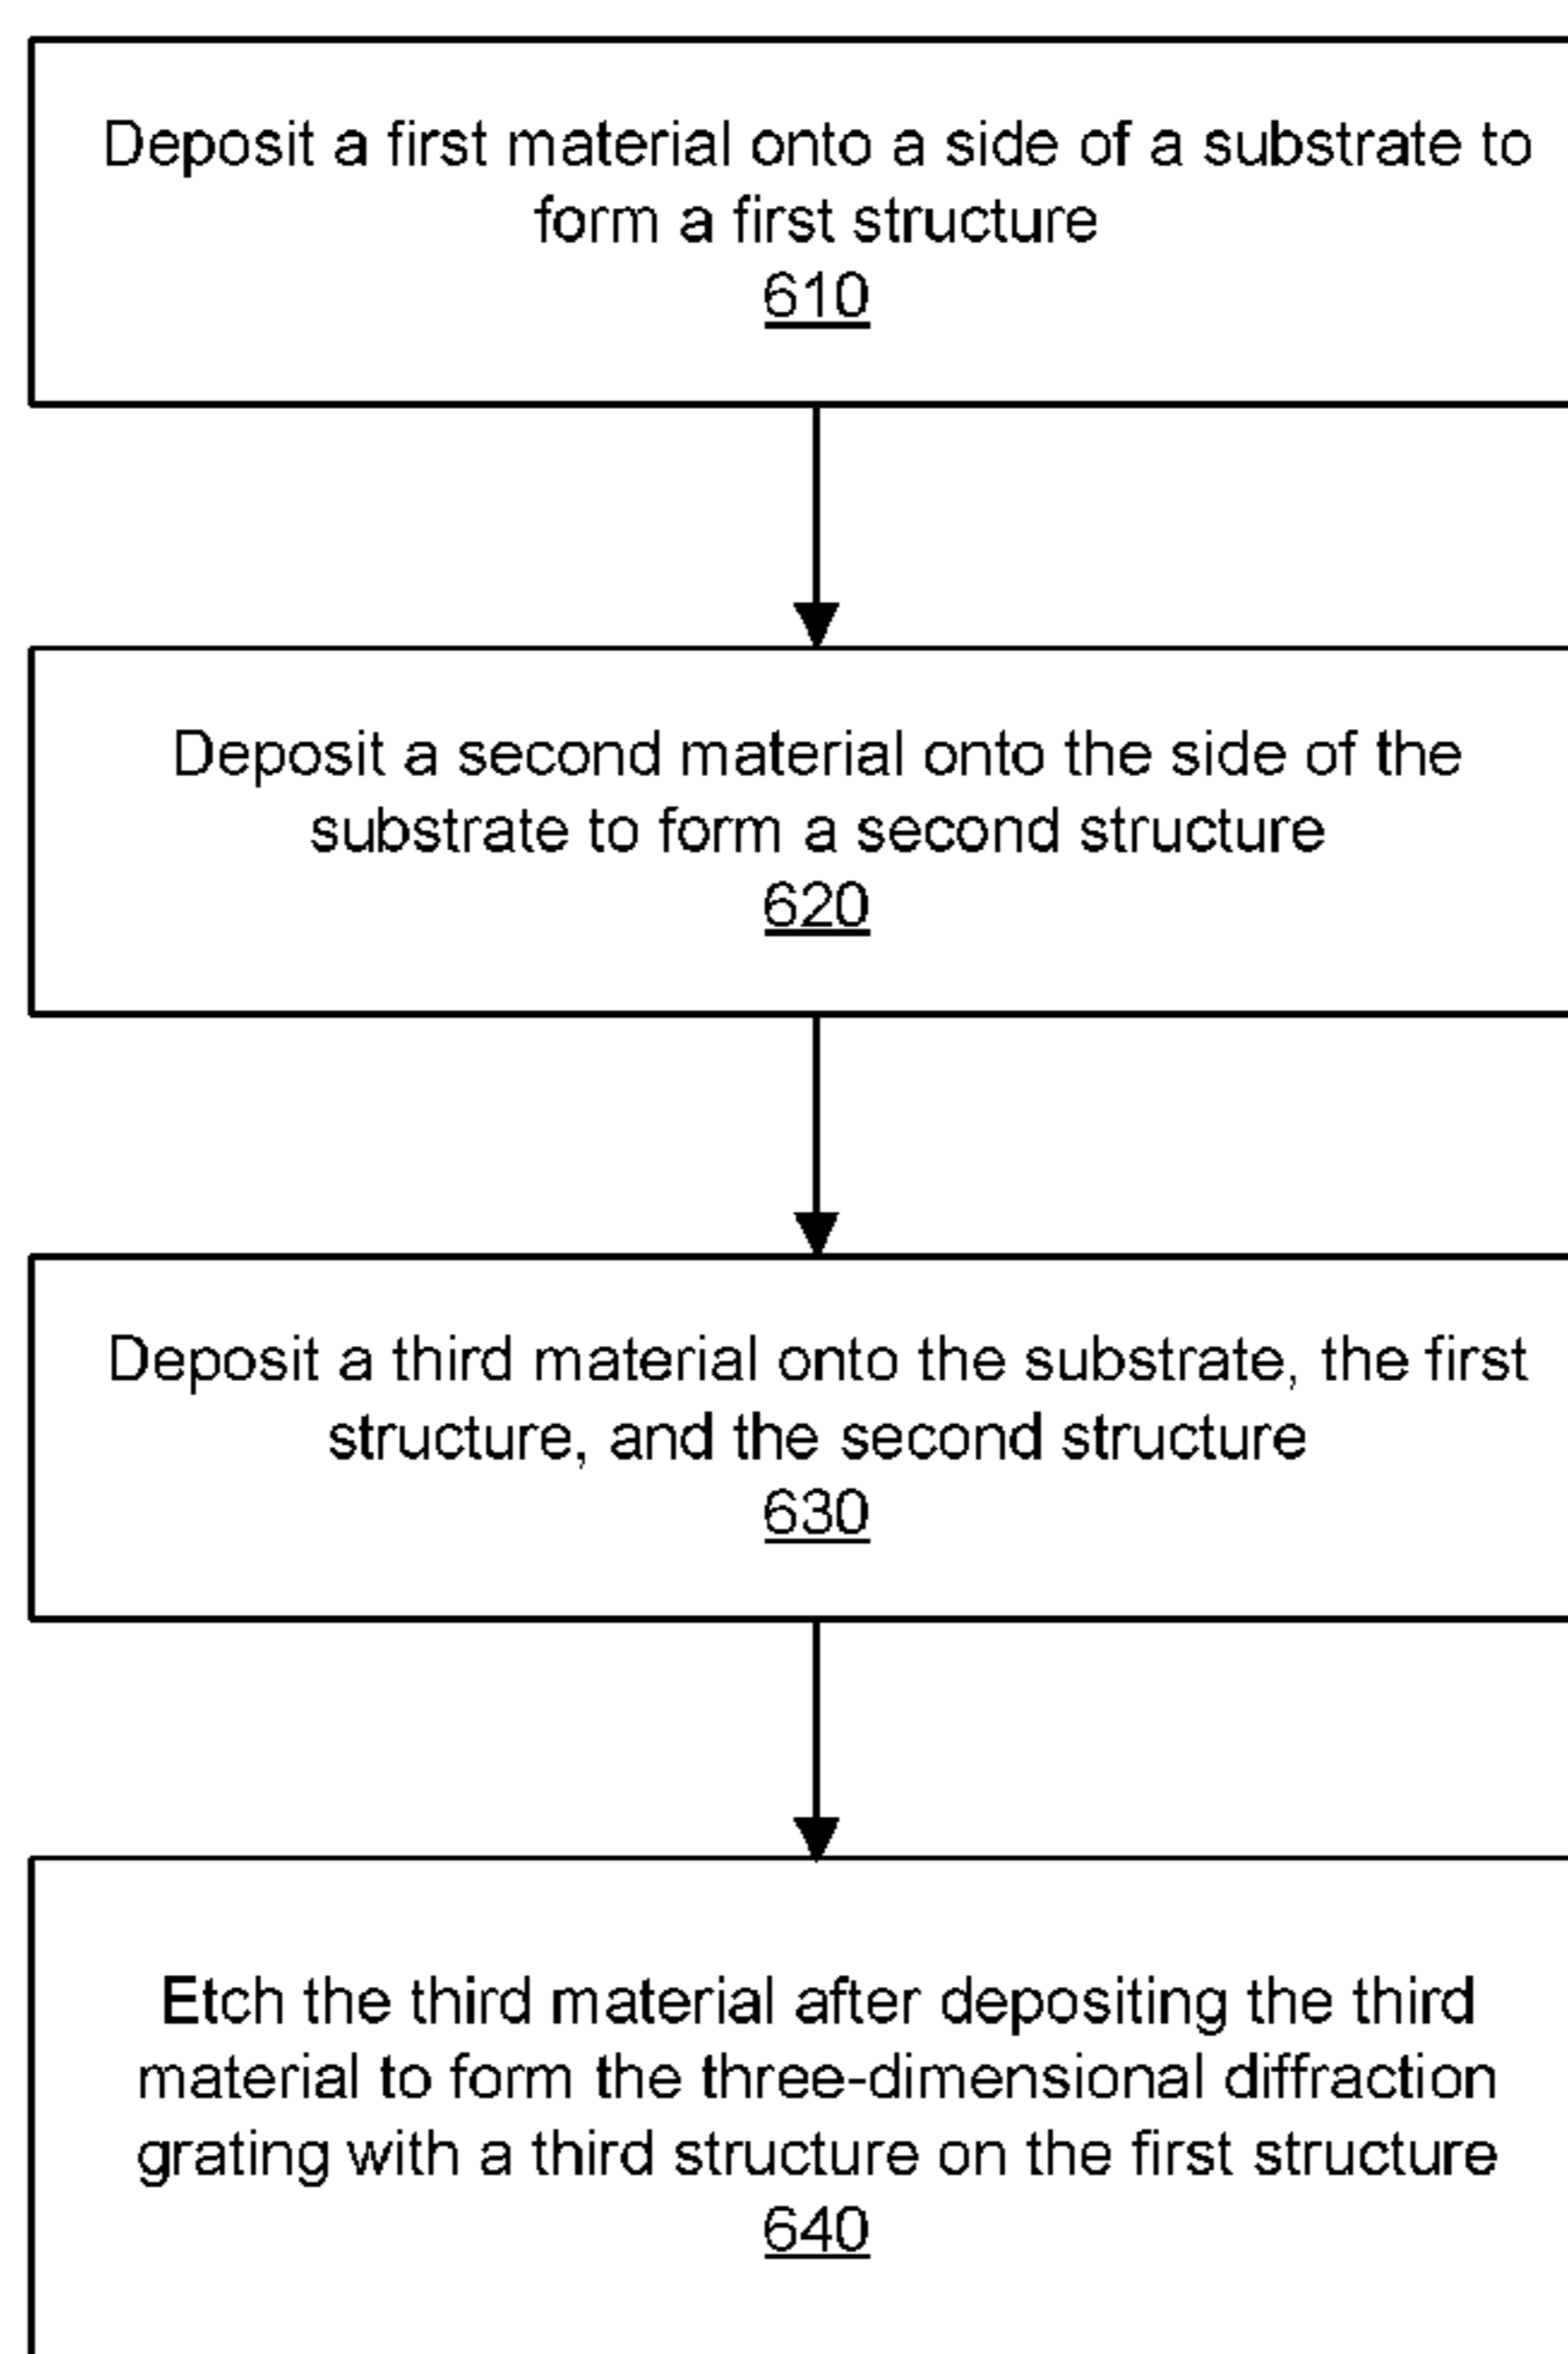 Deposit a first material onto a side of a substrate to
form a first structure
610
Deposit a second material onto the side of the
substrate to form a second structure
620
Deposit a third material onto the substrate, the first
structure, and the second structure
630
Etch the third material after depositing the third
material to form the three-dimensional diffraction
grating with a third structure on the first structure
640